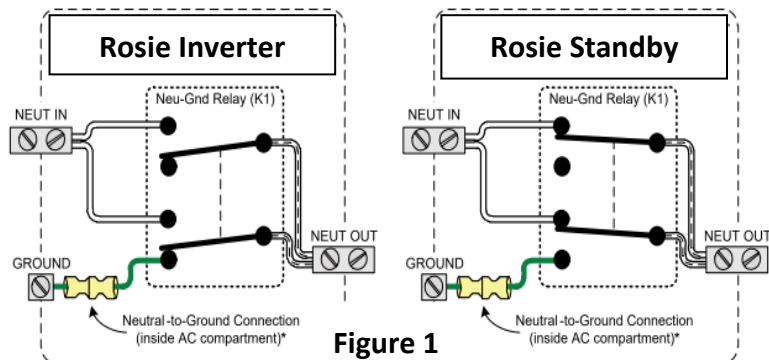 Rosie Inverter
Neu-Gnd Relay (K1)
NEUT IN
NEUT OUT
GROUND
Neutral-to-Ground Connection
(inside AC compartment)*
Rosie Standby
Neu-Gnd Relay (K1)
NEUT IN
NEUT OUT
GROUND
Neutral-to-Ground Connection
(inside AC compartment)*
Figure 1